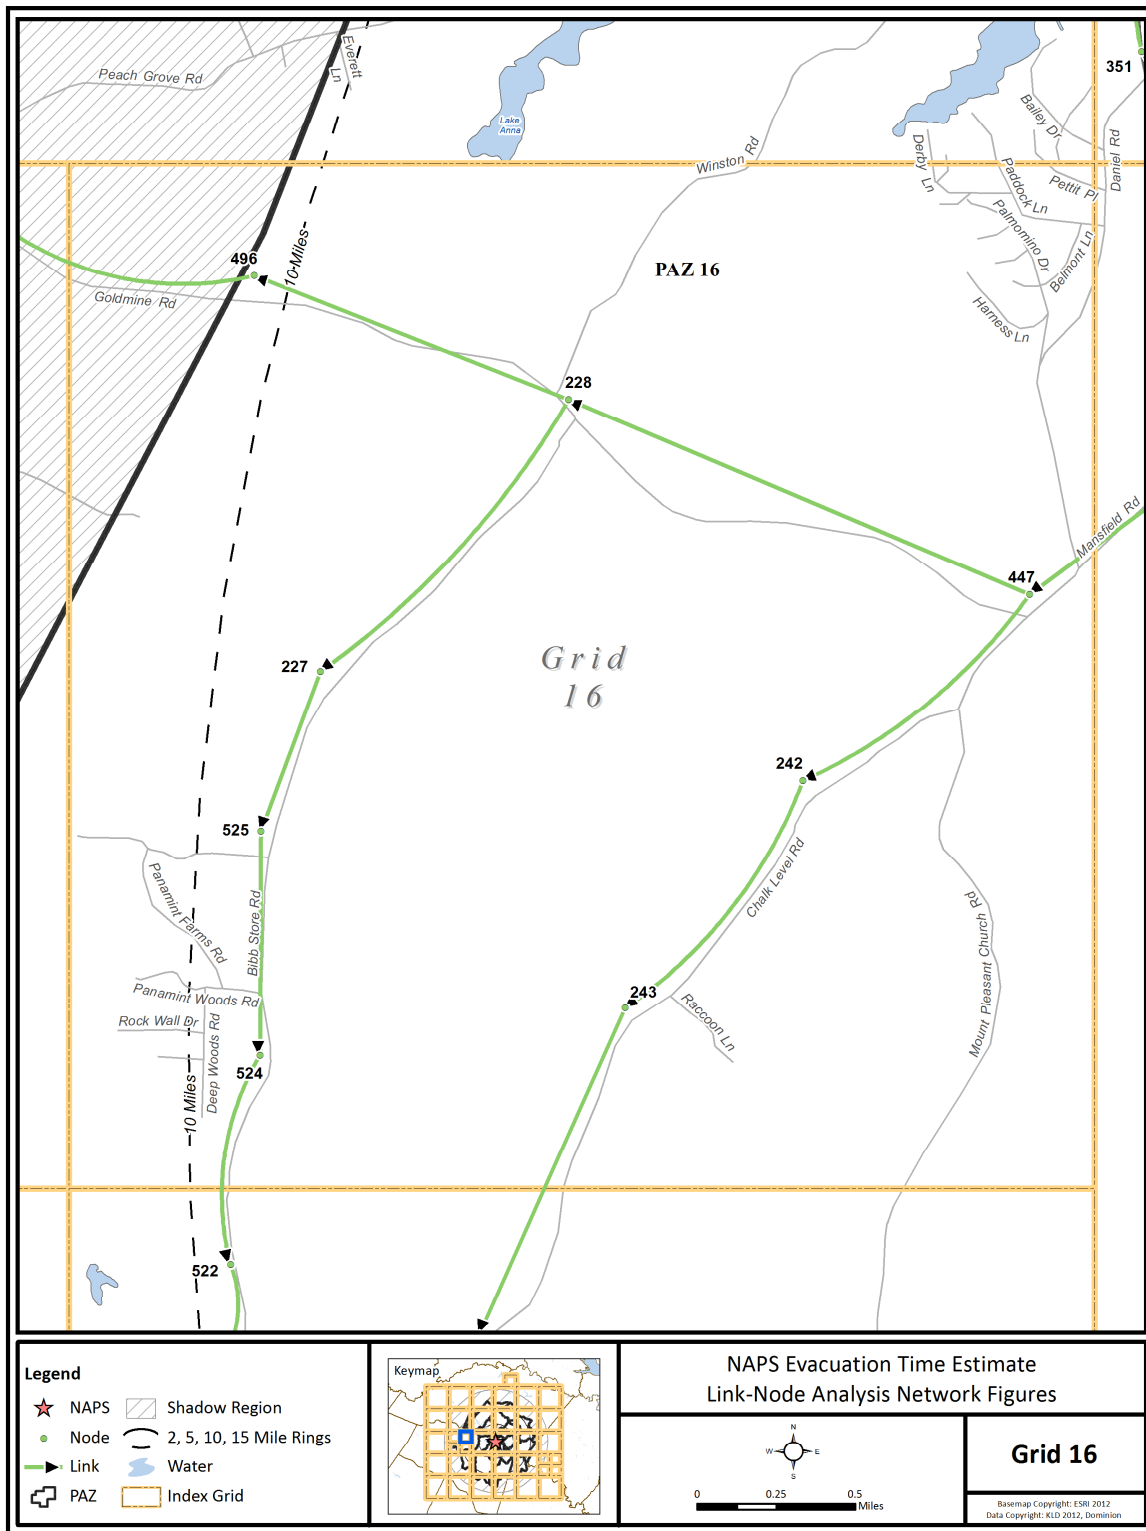 Peach Grove Rd
Everett Ln
351
Lake Anna
Bailey Dr
Winston Rd
Derby Ln
Paddock Ln
Pettit Pl
Daniel Rd
Palmomino Dr
Belmont Ln
496
10 Miles
PAZ 16
Goldmine Rd
Harness Ln
228
Mansfield Rd
447
227
Grid
16
242
525
Chalk Level Rd
Panamint Farms Rd
Bibb Store Rd
Mount Pleasant Church Rd
243
Panamint Woods Rd
Raccoon Ln
Rock Wall Dr
Deep Woods Rd
524
10 Miles
522
Legend
NAPS
Shadow Region
Node
2, 5, 10, 15 Mile Rings
Link
Water
PAZ
Index Grid
Keymap
NAPS Evacuation Time Estimate
Link-Node Analysis Network Figures
N
W
E
S
0
0.25
0.5
Miles
Grid 16
Basemap Copyright: ESRI 2012
Data Copyright: KLD 2012, Dominion